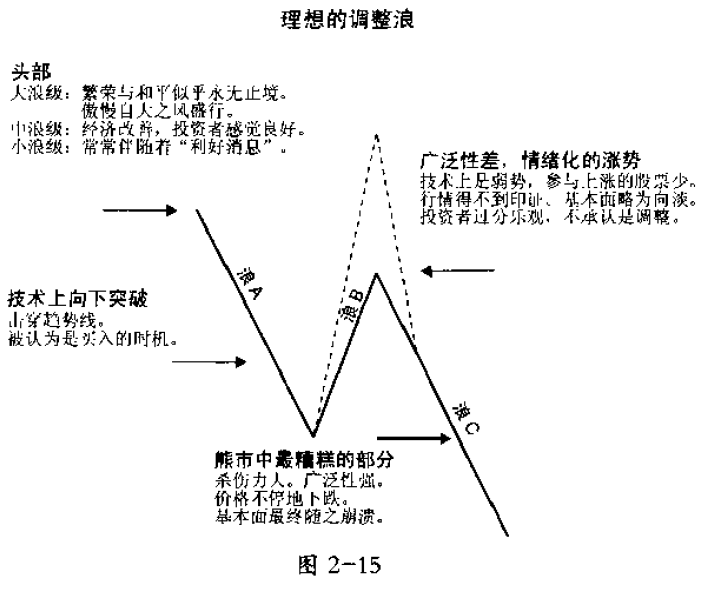 理想的调整浪
头部
大浪级：繁荣与和平似乎永无止境。
傲慢自大之风盛行。
中浪级：经济改善，投资者感觉良好。
小浪级：常常伴随着“利好消息”。
广泛性差，情绪化的涨势
技术上是弱势，参与上涨的股票少。
行情得不到印证、基本面略为向淡。
投资者过分乐观，不承认是调整。
浪A
浪B
技术上向下突破
击穿趋势线。
被认为是买入的时机。
浪C
熊市中最糟糕的部分
杀伤力大。广泛性强。
价格不停地下跌。
基本面最终随之崩溃。
图 2-15